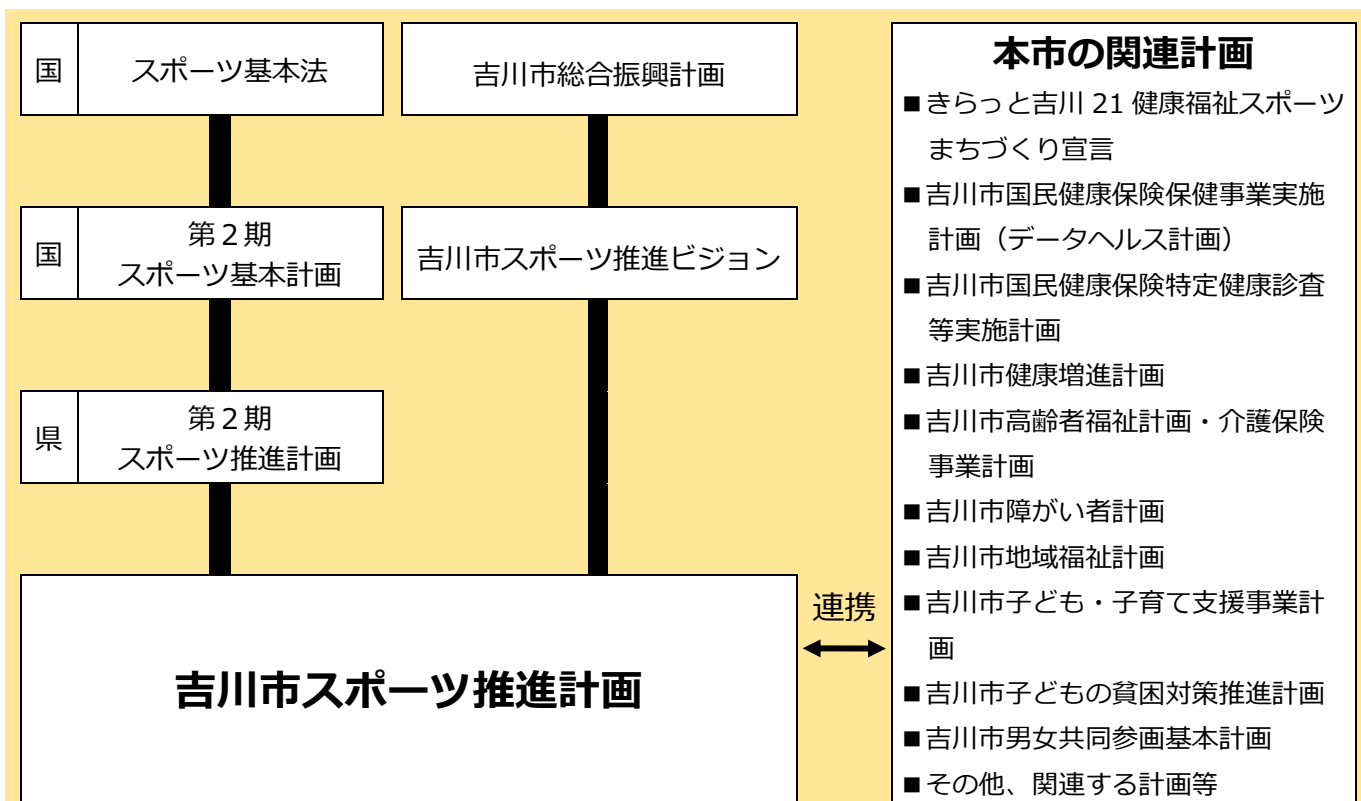 国
スポーツ基本法
吉川市総合振興計画
国
第２期
スポーツ基本計画
吉川市スポーツ推進ビジョン
県
第２期
スポーツ推進計画
吉川市スポーツ推進計画
連携
本市の関連計画
■きらっと吉川 21 健康福祉スポーツ
まちづくり宣言
■吉川市国民健康保険保健事業実施
計画（データヘルス計画）
■吉川市国民健康保険特定健康診査
等実施計画
■吉川市健康増進計画
■吉川市高齢者福祉計画・介護保険
事業計画
■吉川市障がい者計画
■吉川市地域福祉計画
■吉川市子ども・子育て支援事業計
画
■吉川市子どもの貧困対策推進計画
■吉川市男女共同参画基本計画
■その他、関連する計画等